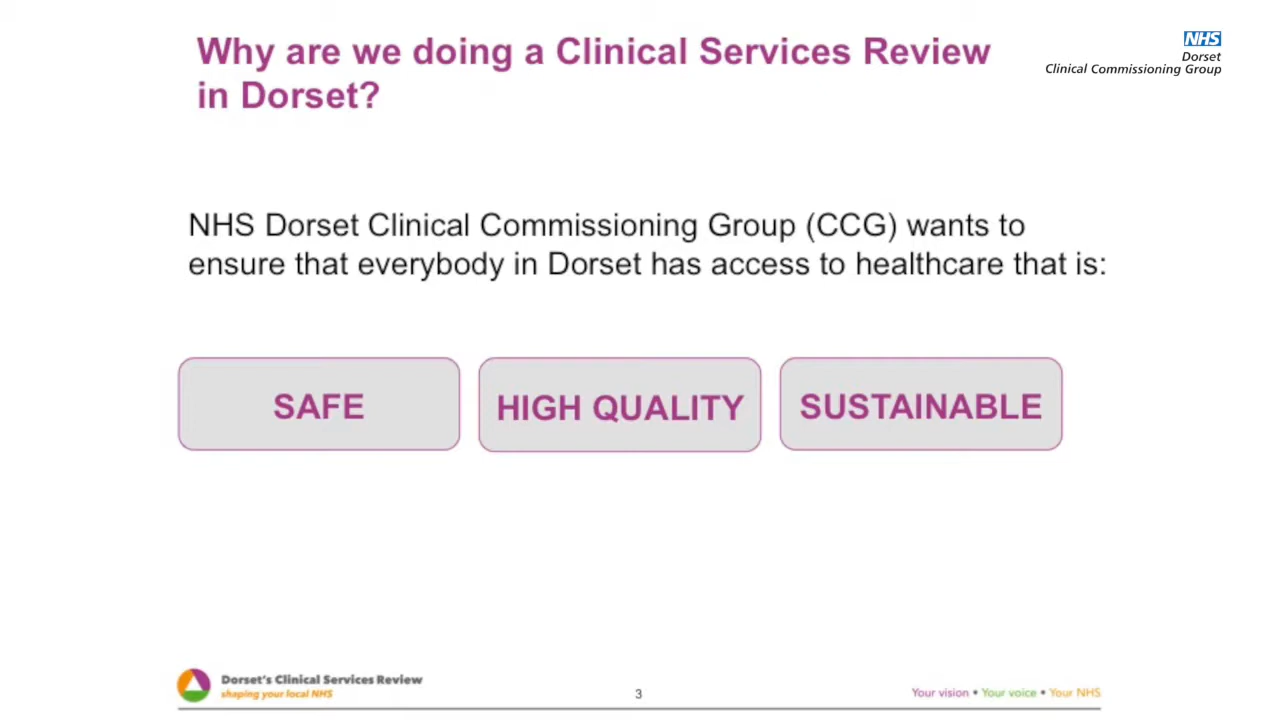 Why are we doing a Clinical Services Review
in Dorset?
NHS
Dorset
Clinical Commissioning Group
NHS Dorset Clinical Commissioning Group (CCG) wants to
ensure that everybody in Dorset has access to healthcare that is:
SAFE
HIGH QUALITY
SUSTAINABLE
Dorset's Clinical Services Review
shaping your local NHS
3
Your vision • Your voice • Your NHS